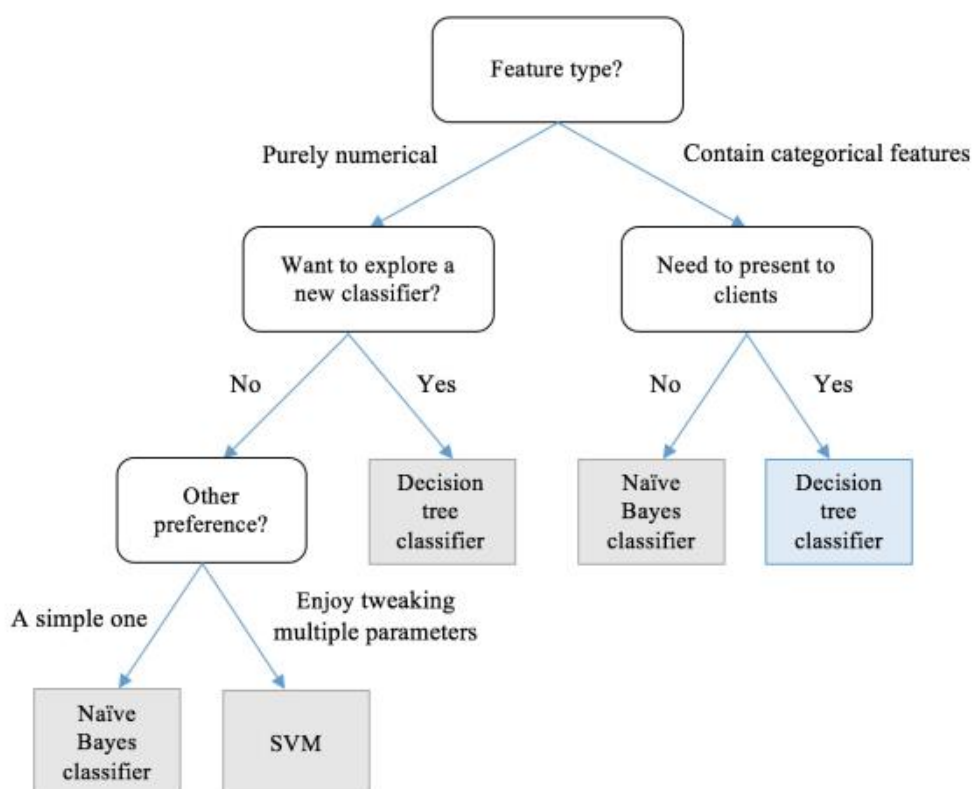 Feature type?
Purely numerical
Contain categorical features
Want to explore a
new classifier?
Need to present to
clients
No
Yes
No
Yes
Other
preference?
Decision
tree
classifier
Naïve
Bayes
classifier
Decision
tree
classifier
A simple one
Enjoy tweaking
multiple parameters
Naïve
Bayes
classifier
SVM